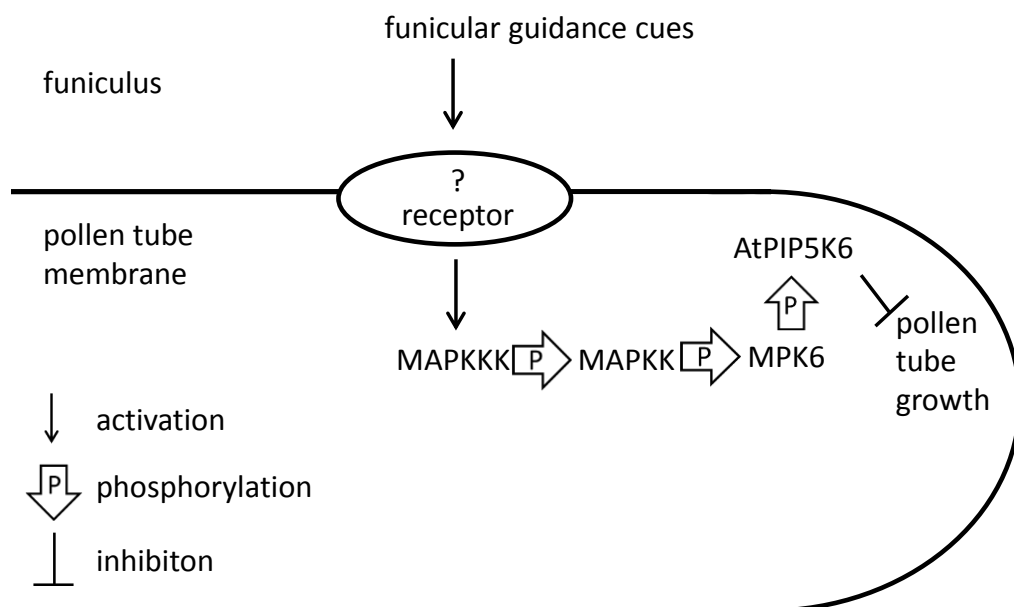 funicular guidance cues
funiculus
?
receptor
pollen tube
membrane
AtPIP5K6
P
pollen
tube
growth
MAPKKK P MAPKK P MPK6
activation
P phosphorylation
inhibiton